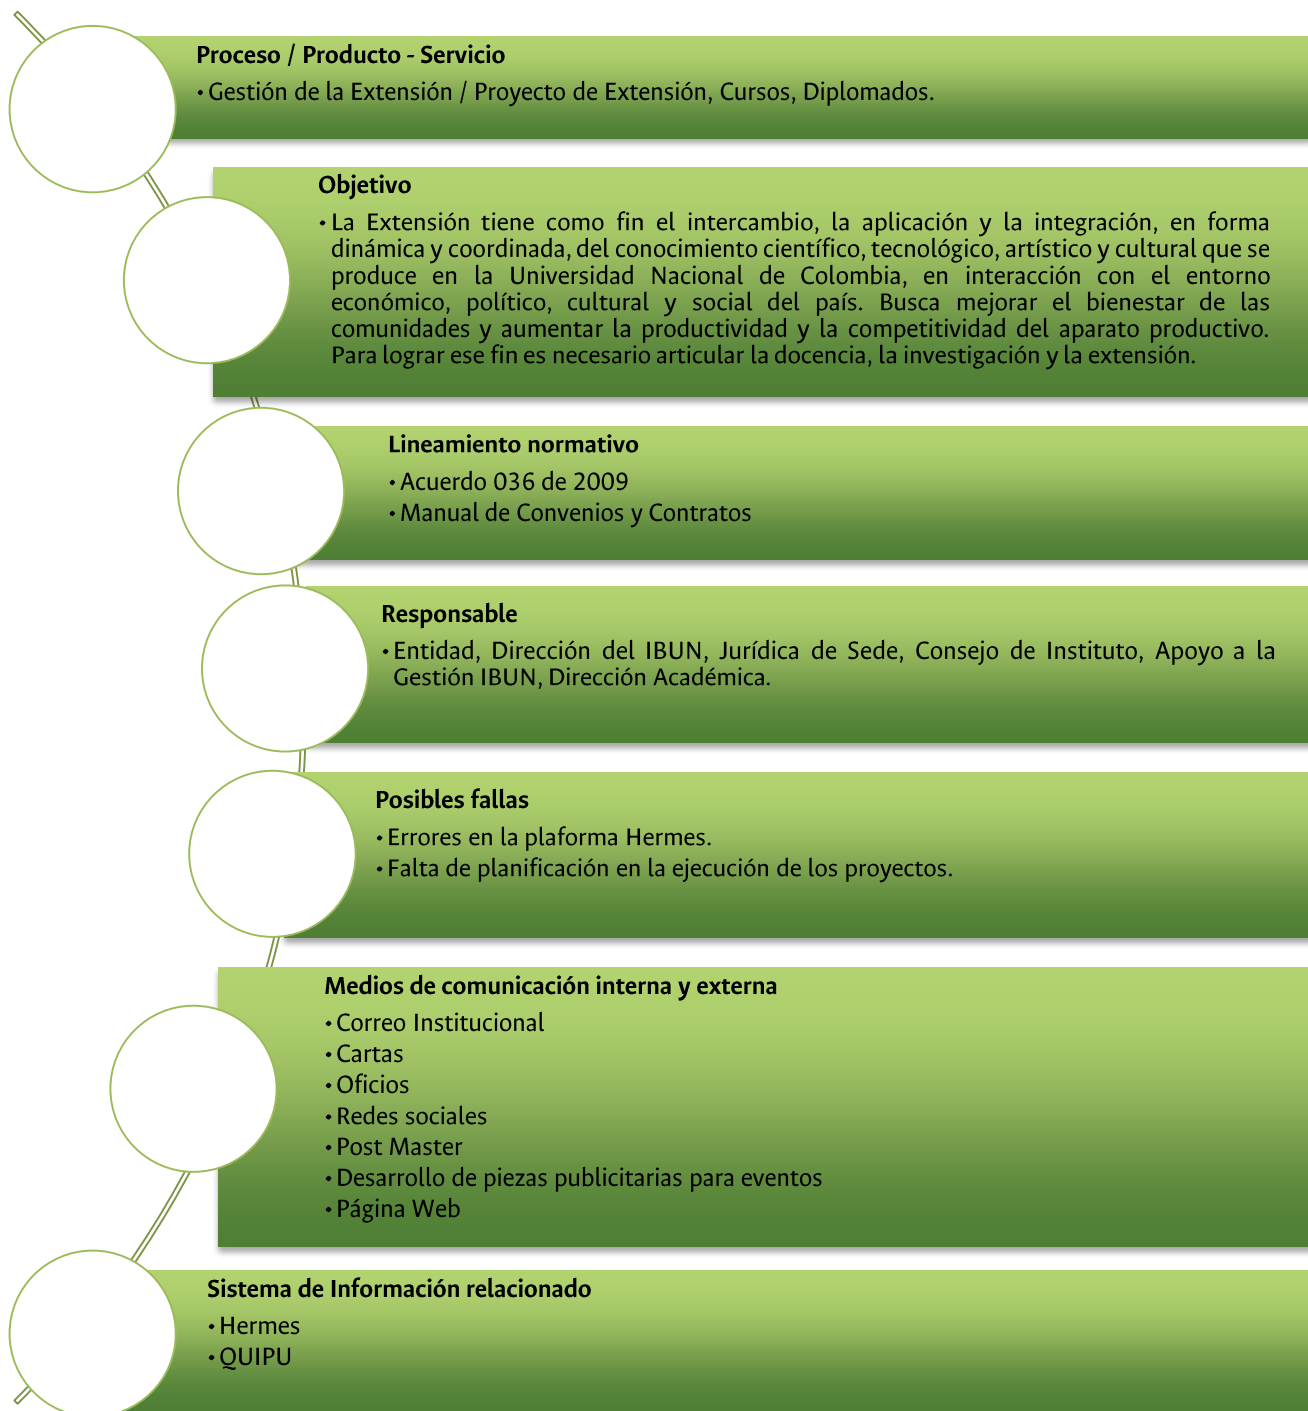 Proceso / Producto - Servicio
• Gestión de la Extensión / Proyecto de Extensión, Cursos, Diplomados.
Objetivo
• La Extensión tiene como fin el intercambio, la aplicación y la integración, en forma
dinámica y coordinada, del conocimiento científico, tecnológico, artístico y cultural que se
produce en la Universidad Nacional de Colombia, en interacción con el entorno
económico, político, cultural y social del país. Busca mejorar el bienestar de las
comunidades y aumentar la productividad y la competitividad del aparato productivo.
Para lograr ese fin es necesario articular la docencia, la investigación y la extensión.
Lineamiento normativo
• Acuerdo 036 de 2009
• Manual de Convenios y Contratos
Responsable
• Entidad, Dirección del IBUN, Jurídica de Sede, Consejo de Instituto, Apoyo a la
Gestión IBUN, Dirección Académica.
Posibles fallas
• Errores en la plaforma Hermes.
• Falta de planificación en la ejecución de los proyectos.
Medios de comunicación interna y externa
• Correo Institucional
• Cartas
• Oficios
• Redes sociales
• Post Master
• Desarrollo de piezas publicitarias para eventos
• Página Web
Sistema de Información relacionado
• Hermes
• QUIPU